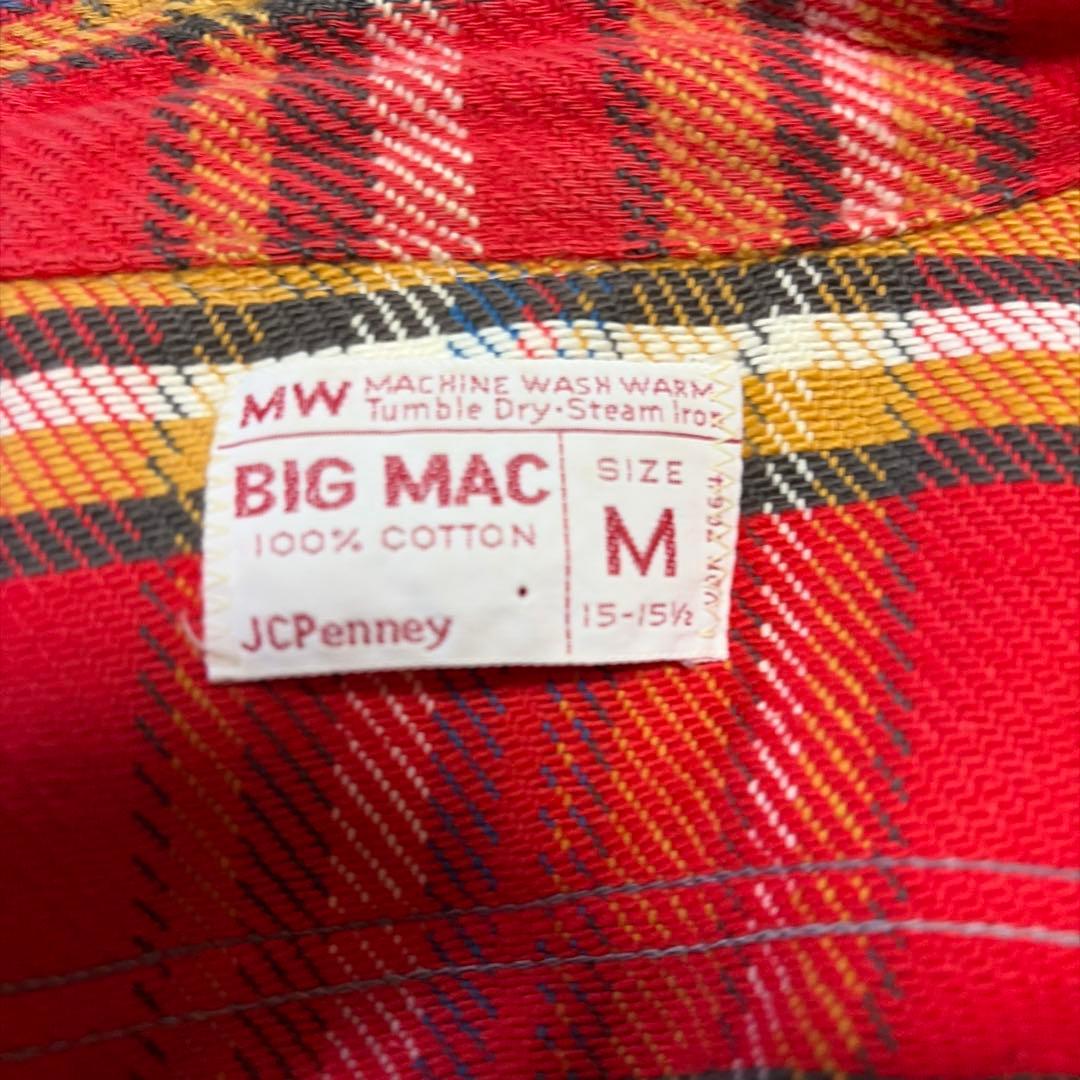 MW MACHINE WASH WARM
Tumble Dry·Steam Iron
BIG MAC
100% COTTON
JCPenney
SIZE
M
15-15½